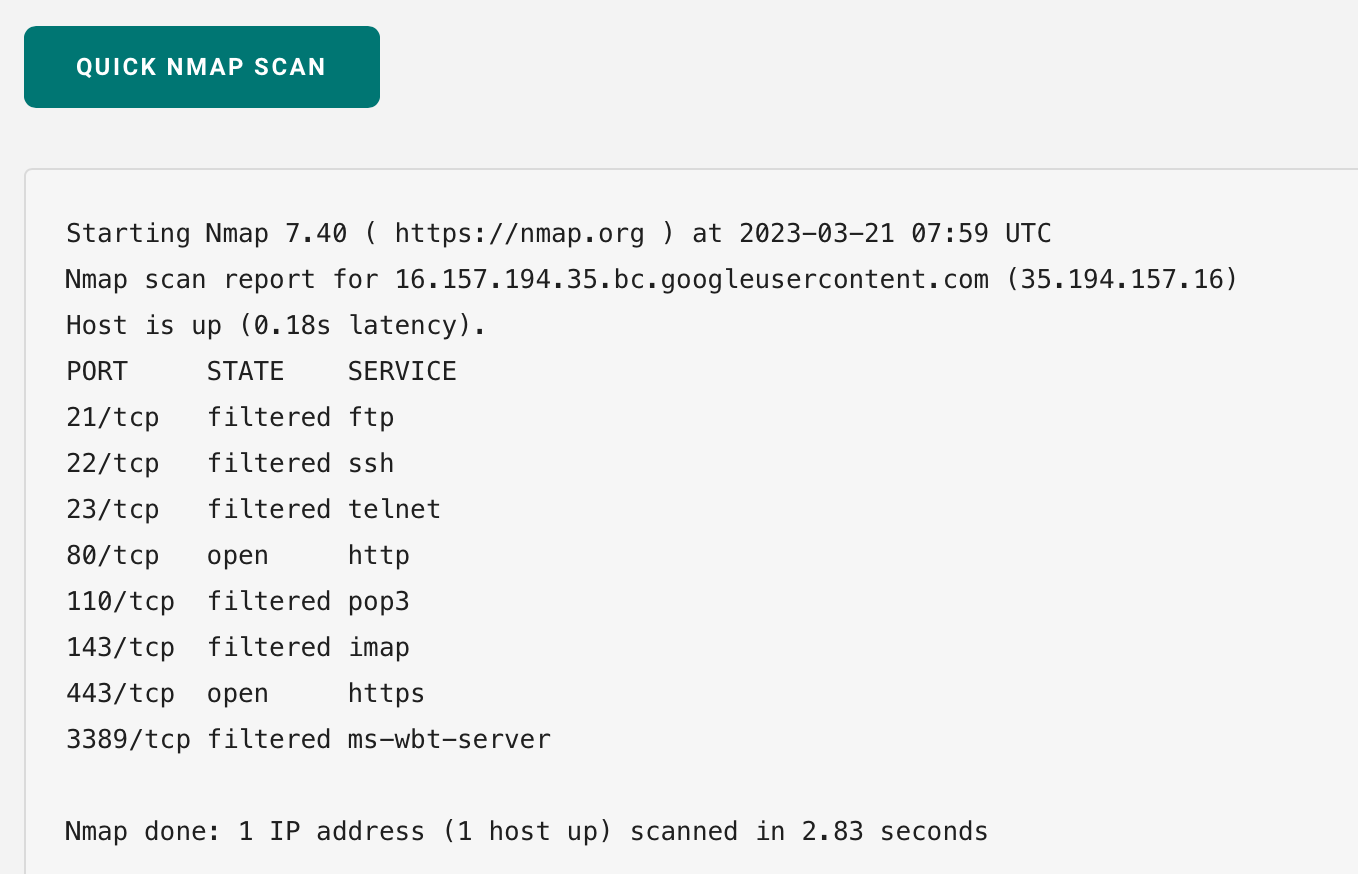 QUICK NMAP SCAN
Starting Nmap 7.40 ( https://nmap.org ) at 2023-03-21 07:59 UTC
Nmap scan report for 16.157.194.35.bc.googleusercontent.com (35.194.157.16)
Host is up (0.18s latency).
PORT     STATE    SERVICE
21/tcp   filtered ftp
22/tcp   filtered ssh
23/tcp   filtered telnet
80/tcp   open     http
110/tcp  filtered pop3
143/tcp  filtered imap
443/tcp  open     https
3389/tcp filtered ms-wbt-server
Nmap done: 1 IP address (1 host up) scanned in 2.83 seconds